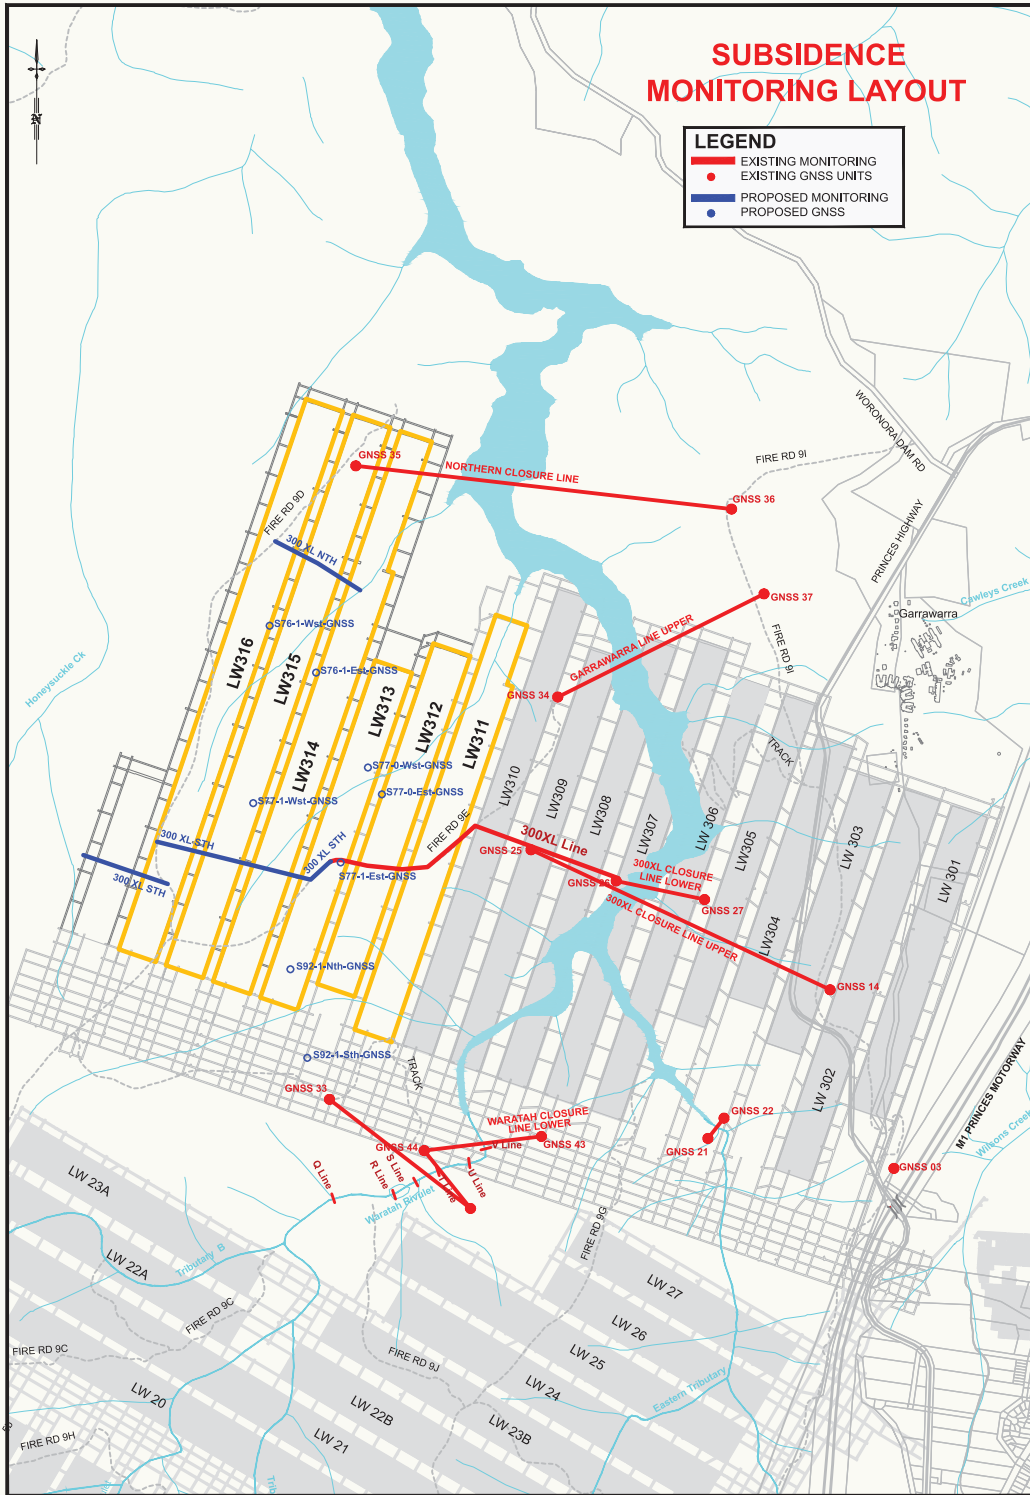 SUBSIDENCE
MONITORING LAYOUT
LEGEND
EXISTING MONITORING
EXISTING GNSS UNITS
PROPOSED MONITORING
PROPOSED GNSS
N
WORONORA DAM RD
FIRE RD 9I
PRINCES HIGHWAY
GNSS 35
NORTHERN CLOSURE LINE
GNSS 36
FIRE RD 9D
300 XL NTH
GNSS 37
Cawleys Creek
Garrawarra
S76-1-Wst-GNSS
GARRAWARRA LINE UPPER
FIRE RD 9I
Honeysuckle Ck
LW316
LW315
S76-1-Est-GNSS
GNSS 34
LW313
LW312
LW311
LW314
TRACK
S77-0-Wst-GNSS
S77-0-Est-GNSS
S77-1-Wst-GNSS
LW310
LW309
LW308
LW307
LW 306
LW305
LW 303
LW 301
300 XL STH
300 XL STH
300 XL STH
FIRE RD 9E
300XL Line
GNSS 25
S77-1-Est-GNSS
GNSS 26
300XL CLOSURE
LINE LOWER
GNSS 27
300XL CLOSURE LINE UPPER
LW304
S92-1-Nth-GNSS
GNSS 14
S92-1-Sth-GNSS
TRACK
LW 302
M1 PRINCES MOTORWAY
GNSS 33
WARATAH CLOSURE
LINE LOWER
GNSS 22
GNSS 43
GNSS 21
GNSS 44
V Line
Wilsons Creek
GNSS 03
Q Line
R Line
S Line
U Line
Waratah Rivulet
LW 23A
FIRE RD 9G
Tributary B
LW 22A
LW 27
FIRE RD 9C
LW 26
FIRE RD 9C
FIRE RD 9J
LW 25
LW 24
Eastern Tributary
LW 20
LW 22B
LW 23B
LW 21
FIRE RD 9H